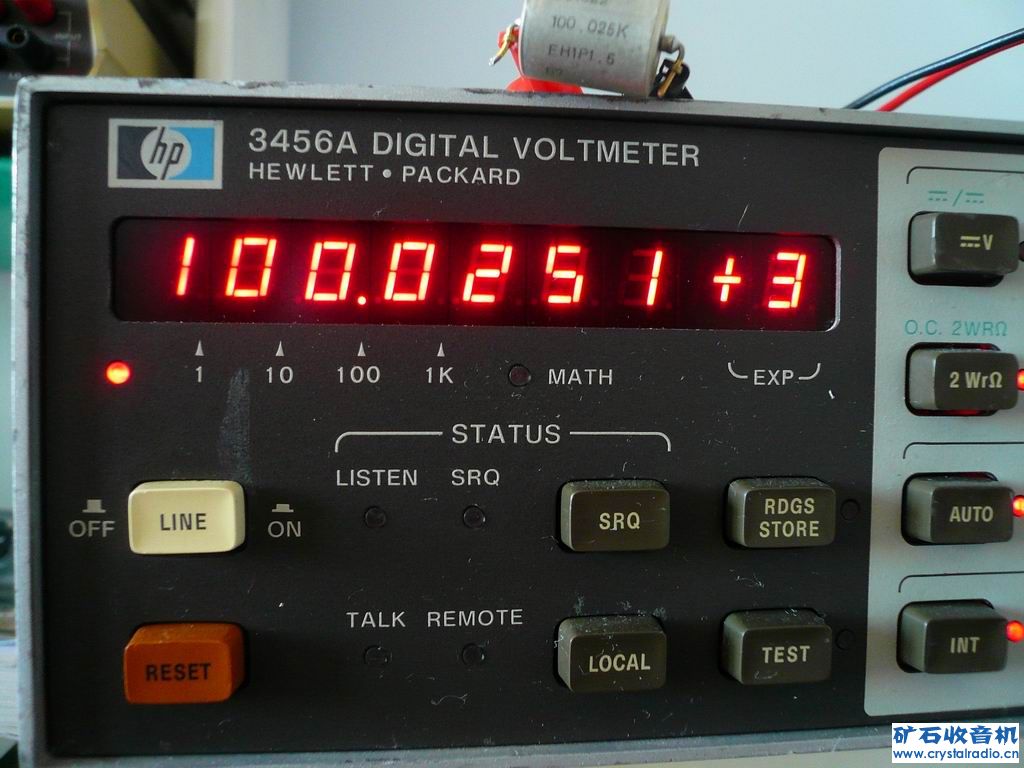 100.025K
EH1P1.5
hp
3456A DIGITAL VOLTMETER
HEWLETT • PACKARD
100.0251+3
1 10 100 1K MATH EXP
STATUS
LISTEN SRQ
OFF LINE ON SRQ RDGS STORE
TALK REMOTE
RESET LOCAL TEST
⎓/⎓
⎓V
O.C. 2WRΩ
2 WrΩ
AUTO
INT
矿石收音机
www.crystalradio.cn